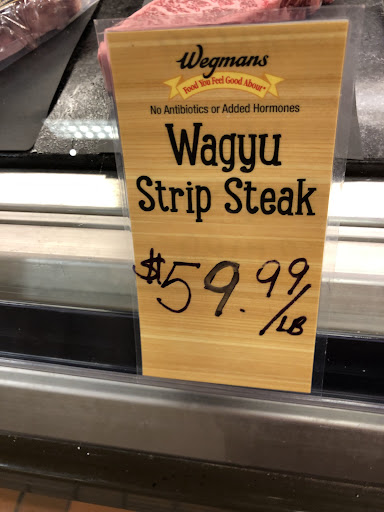 Wegmans
Food You Feel Good About
No Antibiotics or Added Hormones
Wagyu
Strip Steak
$59.99
/LB